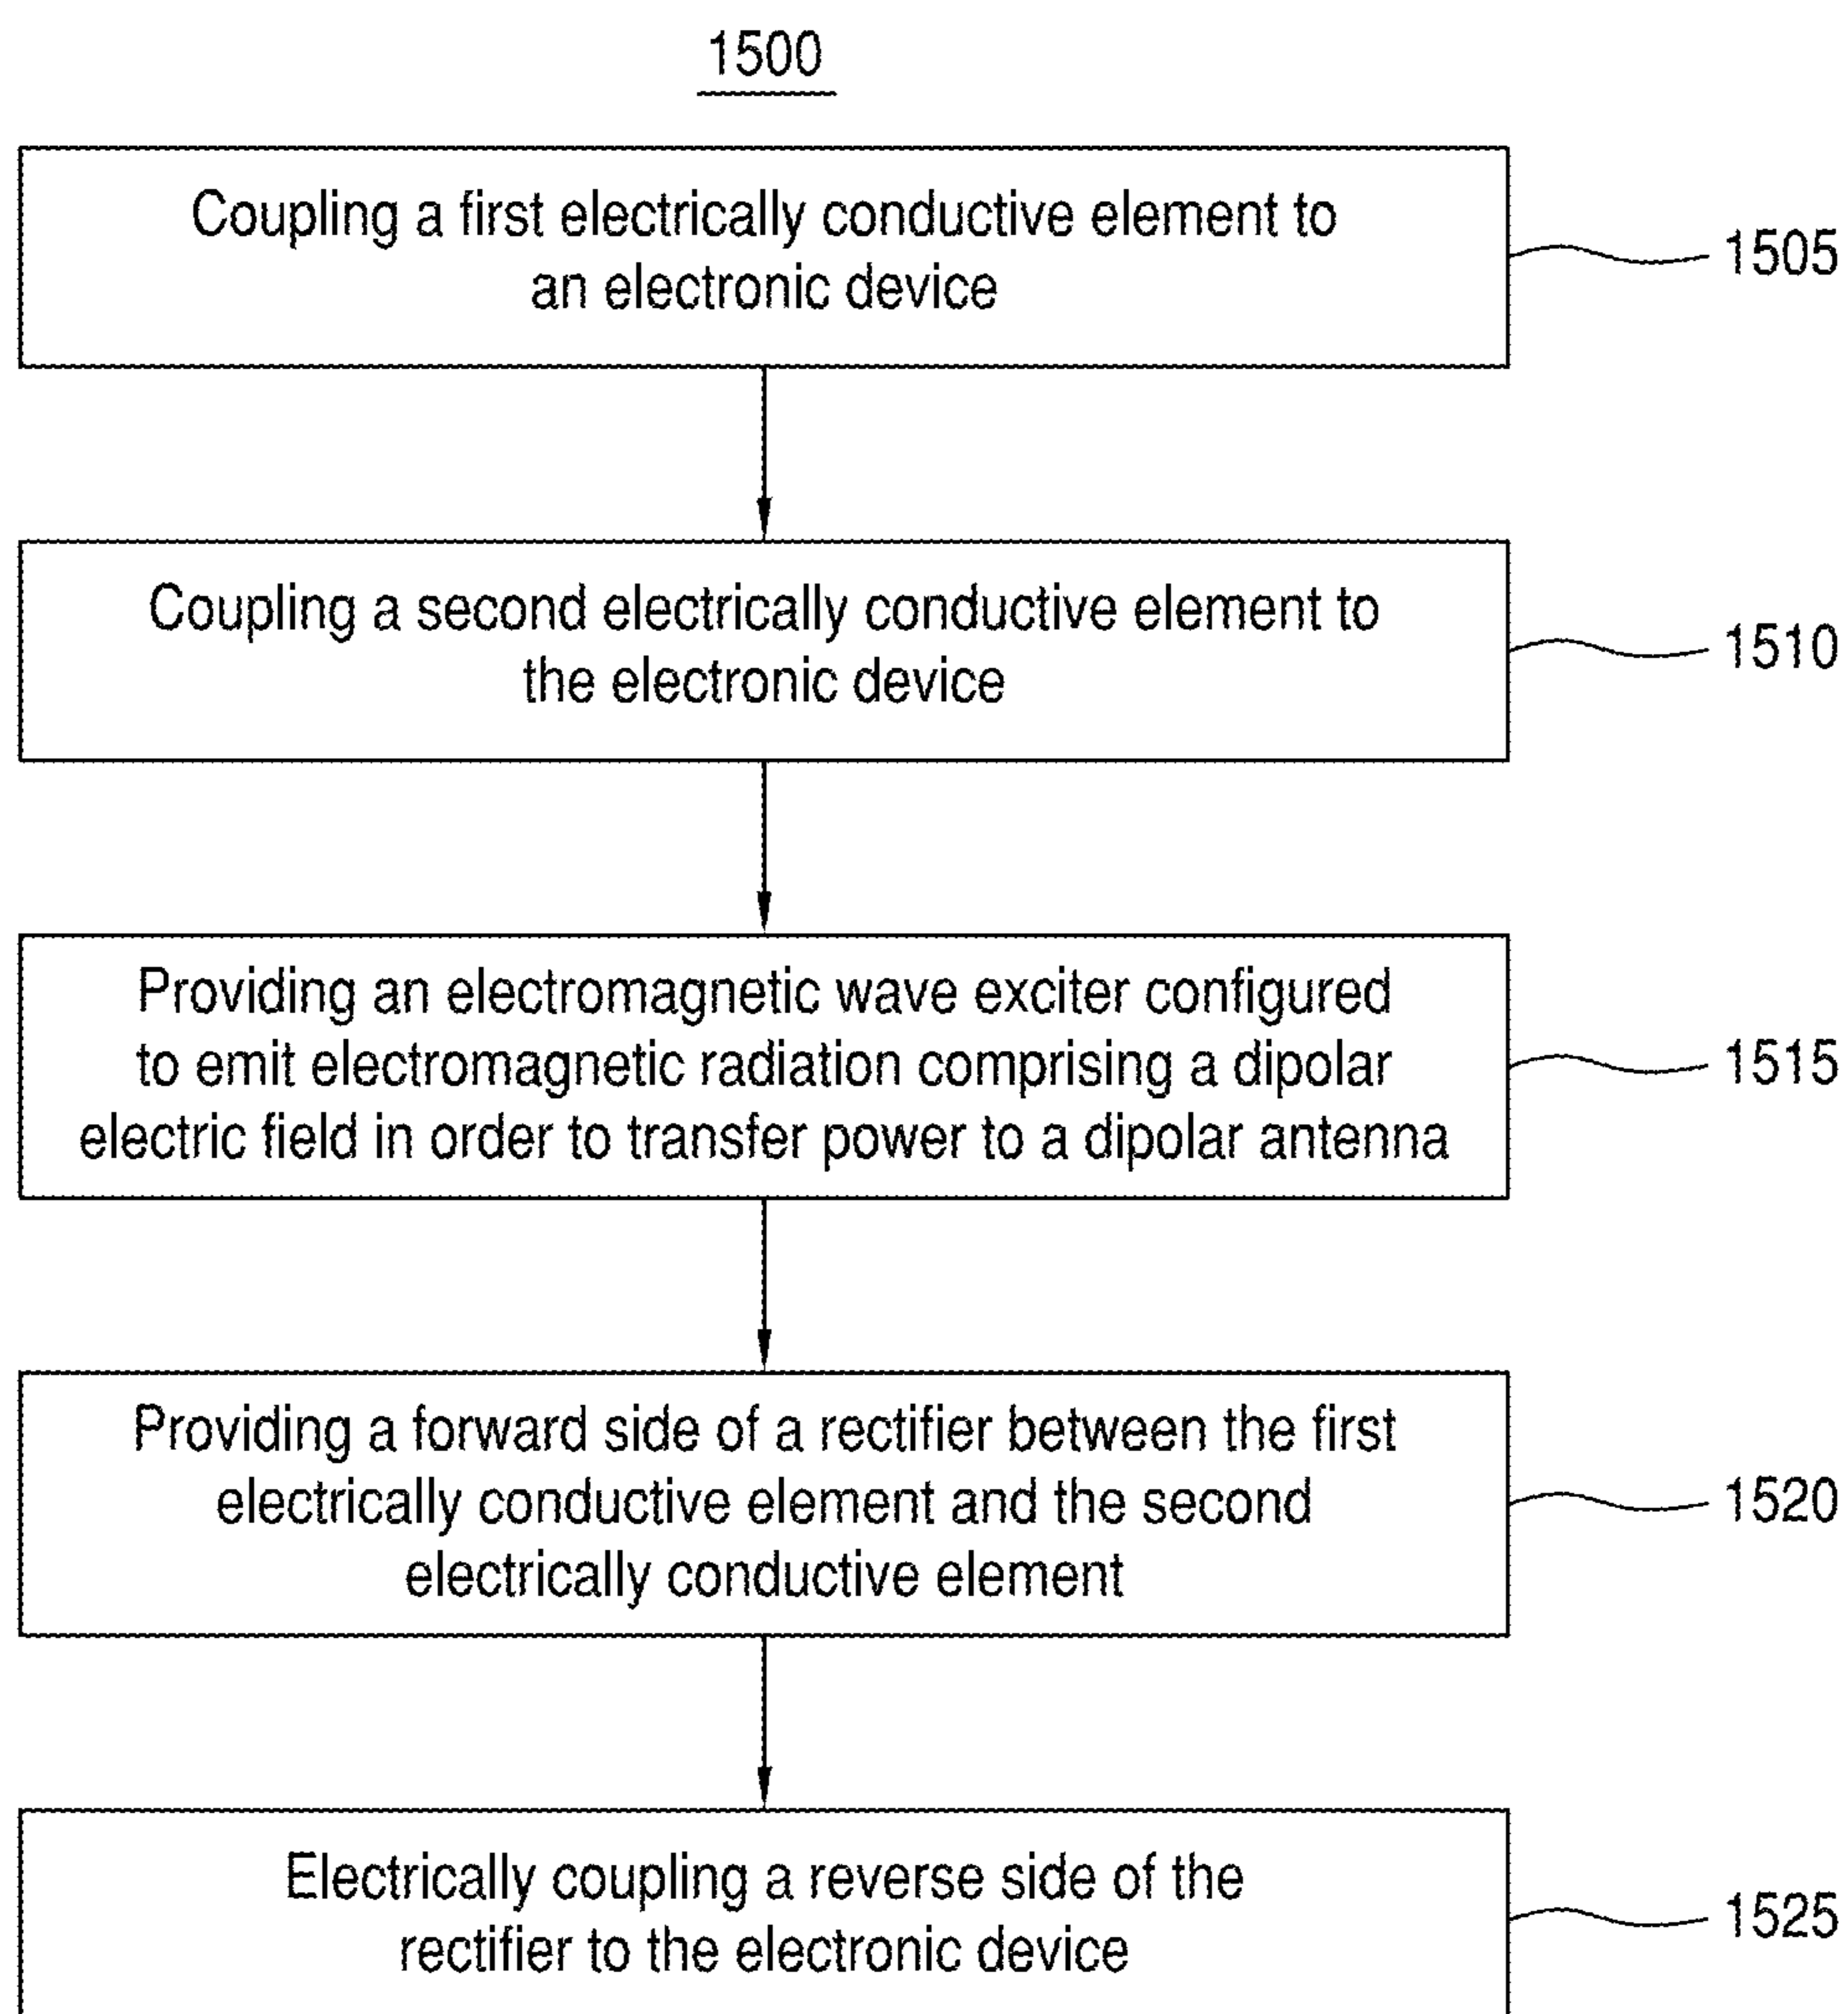 1500
Coupling a first electrically conductive element to
an electronic device
1505
Coupling a second electrically conductive element to
the electronic device
1510
Providing an electromagnetic wave exciter configured
to emit electromagnetic radiation comprising a dipolar
electric field in order to transfer power to a dipolar antenna
1515
Providing a forward side of a rectifier between the first
electrically conductive element and the second
electrically conductive element
1520
Electrically coupling a reverse side of the
rectifier to the electronic device
1525